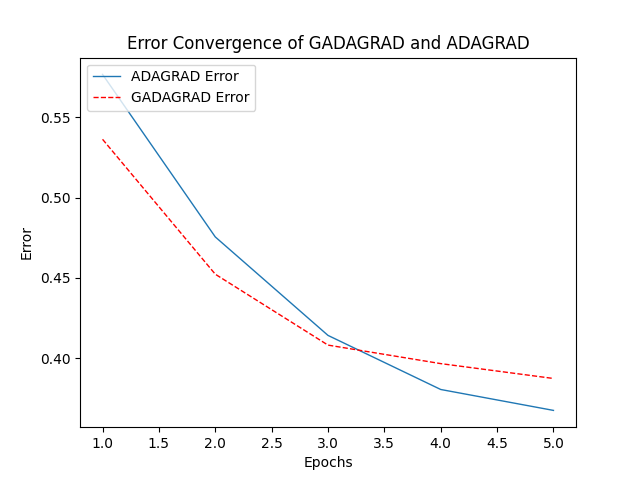 Error Convergence of GADAGRAD and ADAGRAD
ADAGRAD Error
GADAGRAD Error
0.55
0.50
0.45
0.40
Error
1.0 1.5 2.0 2.5 3.0 3.5 4.0 4.5 5.0
Epochs